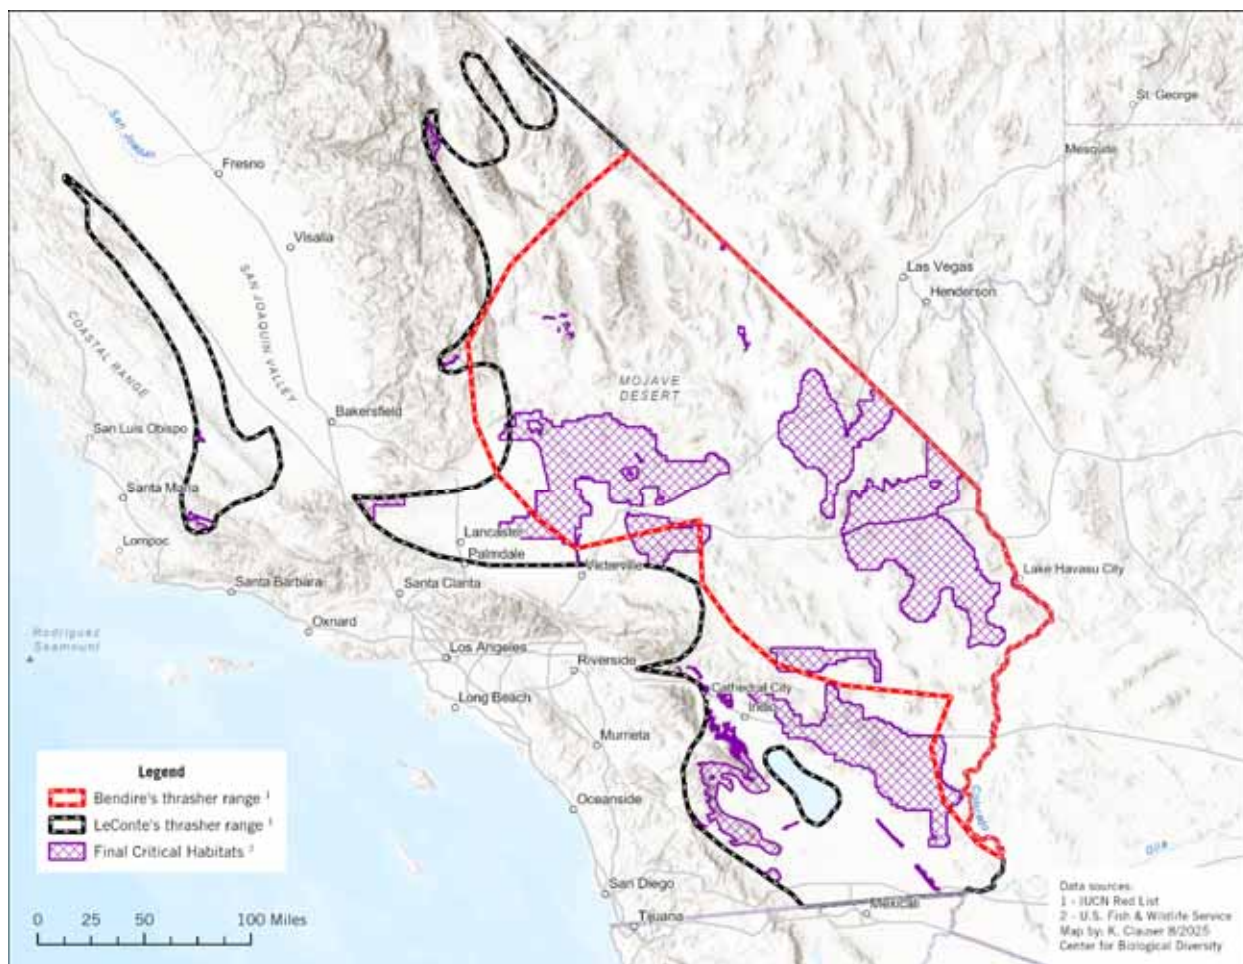 St. George
San Joaquin
Mesquite
Fresno
Visalia
SAN JOAQUIN VALLEY
Las Vegas
Henderson
COASTAL RANGE
MOJAVE
DESERT
Bakersfield
San Luis Obispo
Santa Maria
Lancaster
Lompoc
Palmdale
Victorville
Lake Havasu City
Santa Barbara
Santa Clarita
Oxnard
Rodriguez
Seamount
Los Angeles
Riverside
Cathedral City
Indio
Long Beach
Murrieta
Oceanside
Colorado
Gila
San Diego
Mexicali
Tijuana
Legend
Bendire's thrasher range 1
LeConte's thrasher range 1
Final Critical Habitats 2
0 25 50 100 Miles
Data sources:
1 - IUCN Red List
2 - U.S. Fish & Wildlife Service
Map by: K. Clauser 8/2025
Center for Biological Diversity